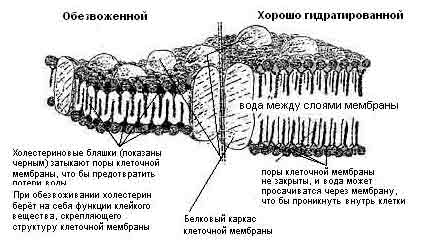 Обезвоженной
Хорошо гидратированной
вода между слоями мембраны
Холестериновые бляшки (показаны
черным) затыкают поры клеточной
мембраны, что бы предотвратить
потери воды
При обезвоживании холестерин
берёт на себя функции клейкого
вещества, скрепляющего
структуру клеточной мембраны
Белковый каркас
клеточной мембраны
поры клеточной мембраны
не закрыты, и вода может
просачиватся через мембрану,
что бы проникнуть внутрь клетки